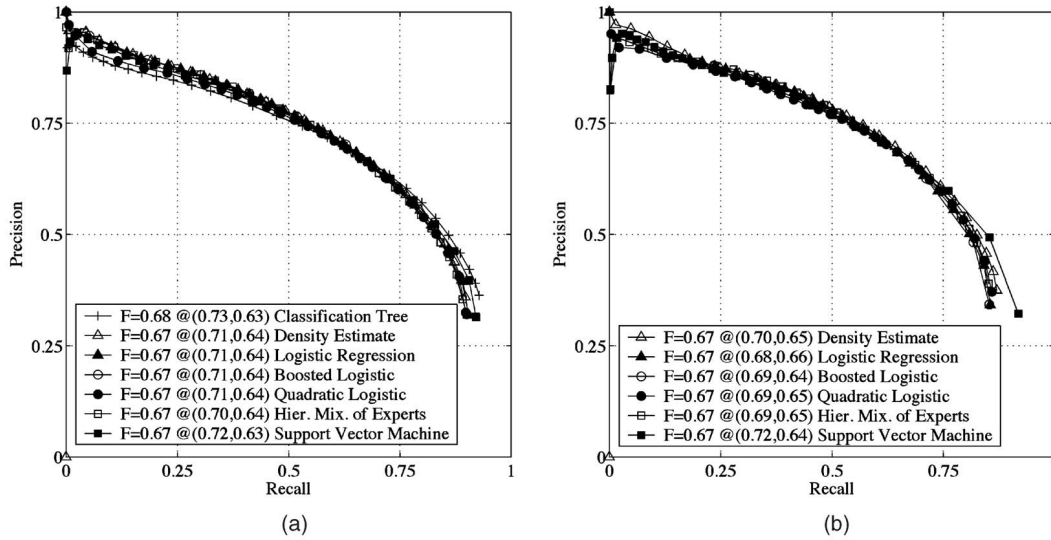 1
0.75
Precision
0.5
0.25
0
F=0.68 @(0.73,0.63) Classification Tree
F=0.67 @(0.71,0.64) Density Estimate
F=0.67 @(0.71,0.64) Logistic Regression
F=0.67 @(0.71,0.64) Boosted Logistic
F=0.67 @(0.71,0.64) Quadratic Logistic
F=0.67 @(0.70,0.64) Hier. Mix. of Experts
F=0.67 @(0.72,0.63) Support Vector Machine
0 0.25 0.5 0.75 1
Recall
(a)
1
0.75
Precision
0.5
0.25
0
F=0.67 @(0.70,0.65) Density Estimate
F=0.67 @(0.68,0.66) Logistic Regression
F=0.67 @(0.69,0.64) Boosted Logistic
F=0.67 @(0.69,0.65) Quadratic Logistic
F=0.67 @(0.69,0.65) Hier. Mix. of Experts
F=0.67 @(0.72,0.64) Support Vector Machine
0 0.25 0.5 0.75
Recall
(b)